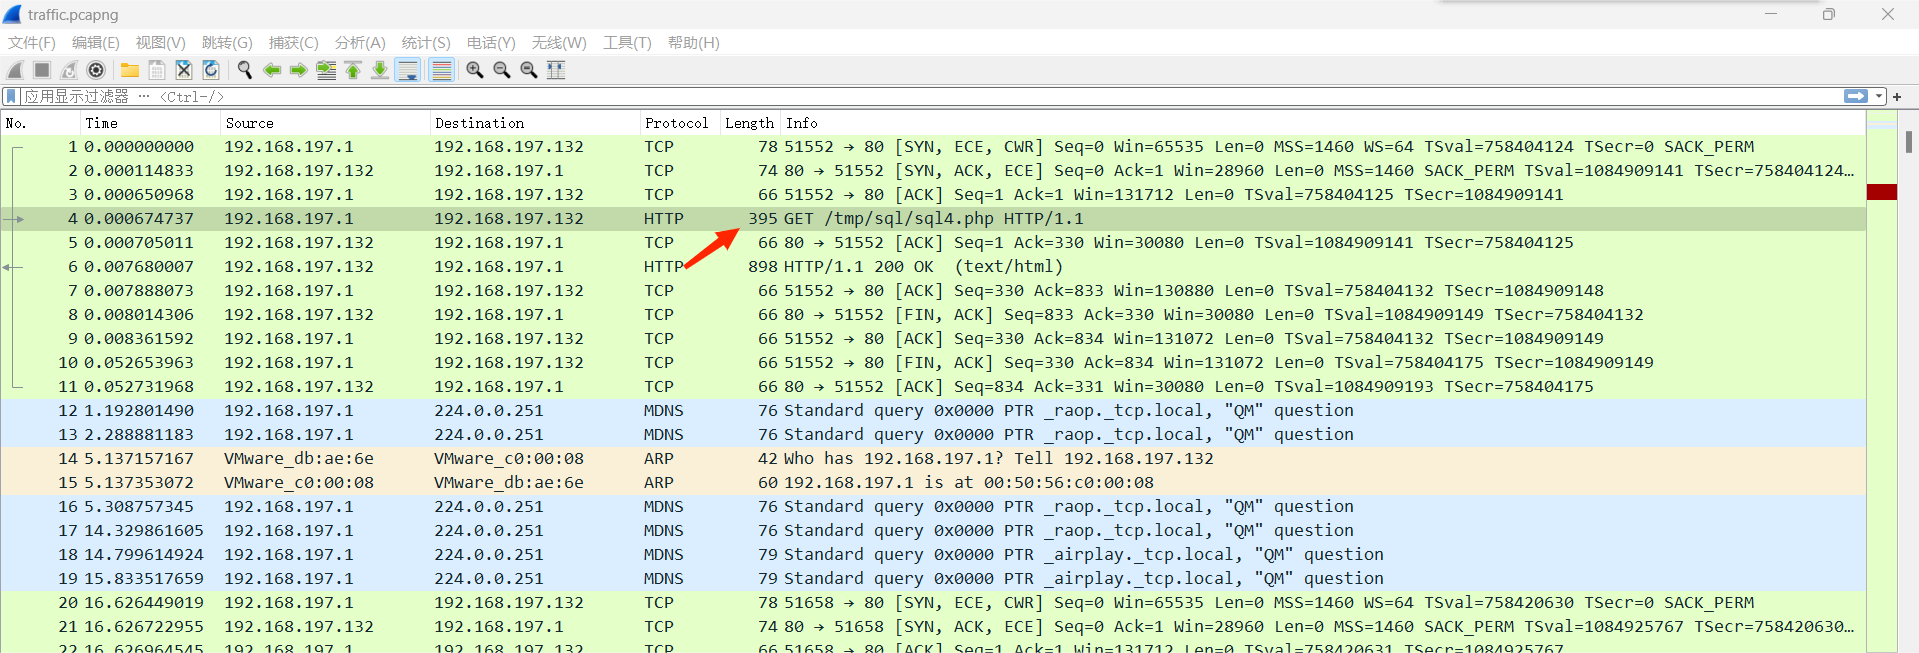 traffic.pcapng
文件(F) 编辑(E) 视图(V) 跳转(G) 捕获(C) 分析(A) 统计(S) 电话(Y) 无线(W) 工具(T) 帮助(H)
应用显示过滤器 … <Ctrl-/>
No. Time Source Destination Protocol Length Info
1 0.000000000 192.168.197.1 192.168.197.132 TCP 78 51552 → 80 [SYN, ECE, CWR] Seq=0 Win=65535 Len=0 MSS=1460 WS=64 TSval=758404124 TSecr=0 SACK_PERM
2 0.000114833 192.168.197.132 192.168.197.1 TCP 74 80 → 51552 [SYN, ACK, ECE] Seq=0 Ack=1 Win=28960 Len=0 MSS=1460 SACK_PERM TSval=1084909141 TSecr=758404124…
3 0.000650968 192.168.197.1 192.168.197.132 TCP 66 51552 → 80 [ACK] Seq=1 Ack=1 Win=131712 Len=0 TSval=758404125 TSecr=1084909141
4 0.000674737 192.168.197.1 192.168.197.132 HTTP 395 GET /tmp/sql/sql4.php HTTP/1.1
5 0.000705011 192.168.197.132 192.168.197.1 TCP 66 80 → 51552 [ACK] Seq=1 Ack=330 Win=30080 Len=0 TSval=1084909141 TSecr=758404125
6 0.007680007 192.168.197.132 192.168.197.1 HTTP 898 HTTP/1.1 200 OK  (text/html)
7 0.007888073 192.168.197.1 192.168.197.132 TCP 66 51552 → 80 [ACK] Seq=330 Ack=833 Win=130880 Len=0 TSval=758404132 TSecr=1084909148
8 0.008014306 192.168.197.132 192.168.197.1 TCP 66 80 → 51552 [FIN, ACK] Seq=833 Ack=330 Win=30080 Len=0 TSval=1084909149 TSecr=758404132
9 0.008361592 192.168.197.1 192.168.197.132 TCP 66 51552 → 80 [ACK] Seq=330 Ack=834 Win=131072 Len=0 TSval=758404132 TSecr=1084909149
10 0.052653963 192.168.197.1 192.168.197.132 TCP 66 51552 → 80 [FIN, ACK] Seq=330 Ack=834 Win=131072 Len=0 TSval=758404175 TSecr=1084909149
11 0.052731968 192.168.197.132 192.168.197.1 TCP 66 80 → 51552 [ACK] Seq=834 Ack=331 Win=30080 Len=0 TSval=1084909193 TSecr=758404175
12 1.192801490 192.168.197.1 224.0.0.251 MDNS 76 Standard query 0x0000 PTR _raop._tcp.local, "QM" question
13 2.288881183 192.168.197.1 224.0.0.251 MDNS 76 Standard query 0x0000 PTR _raop._tcp.local, "QM" question
14 5.137157167 VMware_db:ae:6e VMware_c0:00:08 ARP 42 Who has 192.168.197.1? Tell 192.168.197.132
15 5.137353072 VMware_c0:00:08 VMware_db:ae:6e ARP 60 192.168.197.1 is at 00:50:56:c0:00:08
16 5.308757345 192.168.197.1 224.0.0.251 MDNS 76 Standard query 0x0000 PTR _raop._tcp.local, "QM" question
17 14.329861605 192.168.197.1 224.0.0.251 MDNS 76 Standard query 0x0000 PTR _raop._tcp.local, "QM" question
18 14.799614924 192.168.197.1 224.0.0.251 MDNS 79 Standard query 0x0000 PTR _airplay._tcp.local, "QM" question
19 15.833517659 192.168.197.1 224.0.0.251 MDNS 79 Standard query 0x0000 PTR _airplay._tcp.local, "QM" question
20 16.626449019 192.168.197.1 192.168.197.132 TCP 78 51658 → 80 [SYN, ECE, CWR] Seq=0 Win=65535 Len=0 MSS=1460 WS=64 TSval=758420630 TSecr=0 SACK_PERM
21 16.626722955 192.168.197.132 192.168.197.1 TCP 74 80 → 51658 [SYN, ACK, ECE] Seq=0 Ack=1 Win=28960 Len=0 MSS=1460 SACK_PERM TSval=1084925767 TSecr=758420630…
22 16.626964545 192.168.197.1 192.168.197.132 TCP 66 51658 → 80 [ACK] Seq=1 Ack=1 Win=131712 Len=0 TSval=758420631 TSecr=1084925767